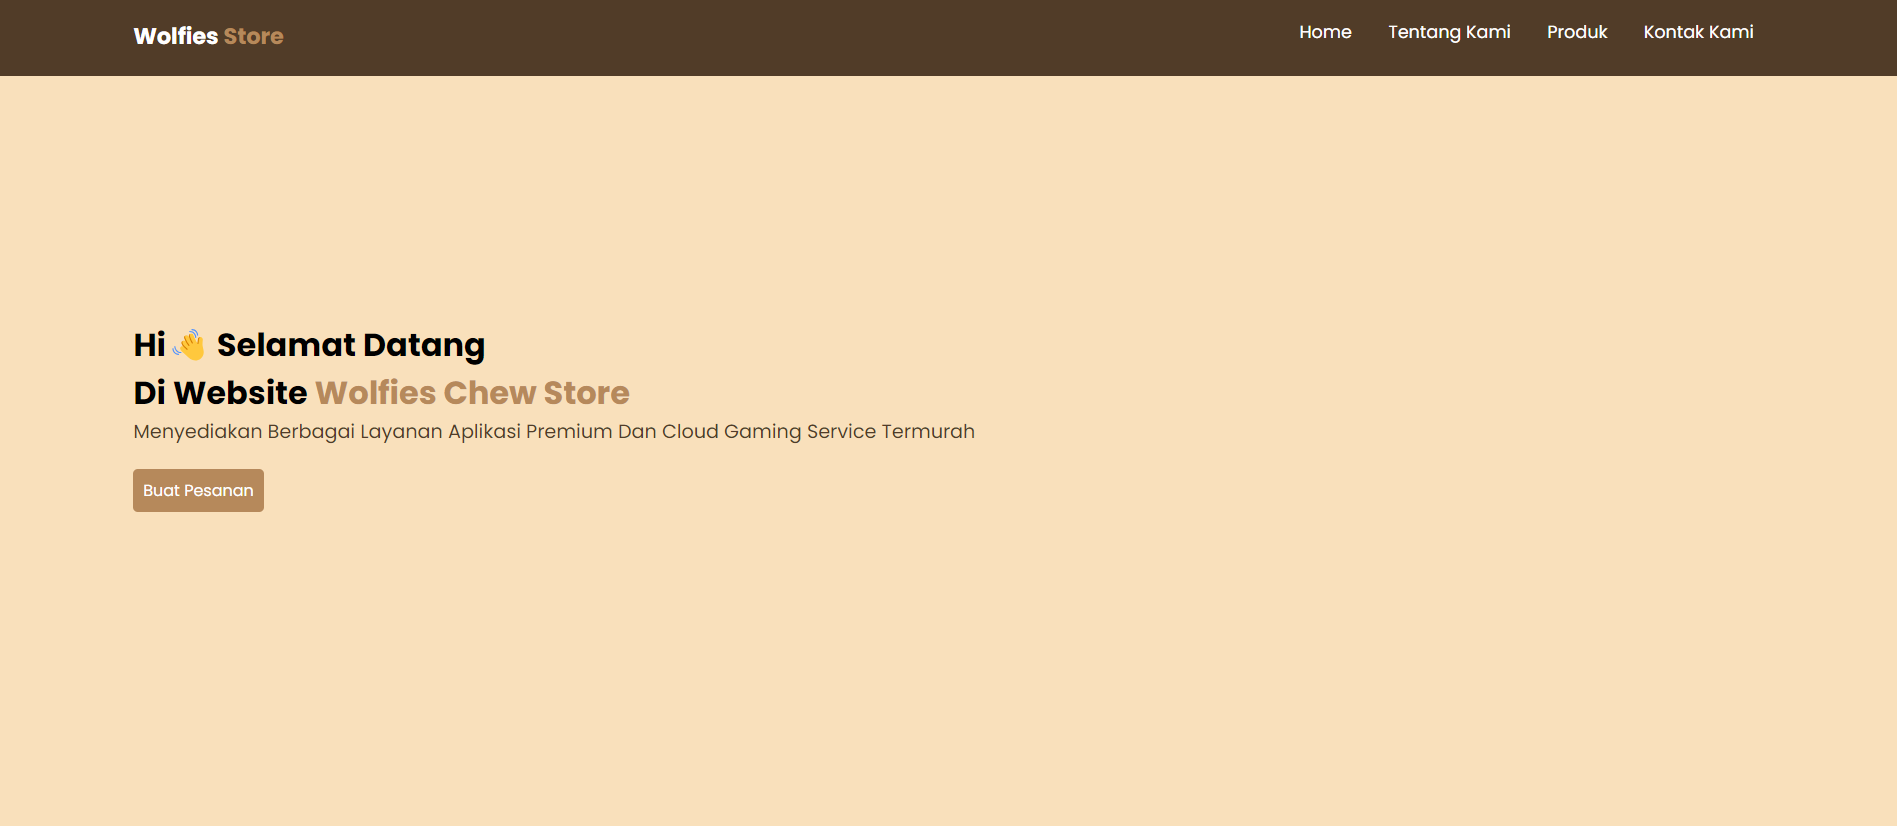 Wolfies Store
Home Tentang Kami Produk Kontak Kami
Hi 👋 Selamat Datang
Di Website Wolfies Chew Store
Menyediakan Berbagai Layanan Aplikasi Premium Dan Cloud Gaming Service Termurah
Buat Pesanan